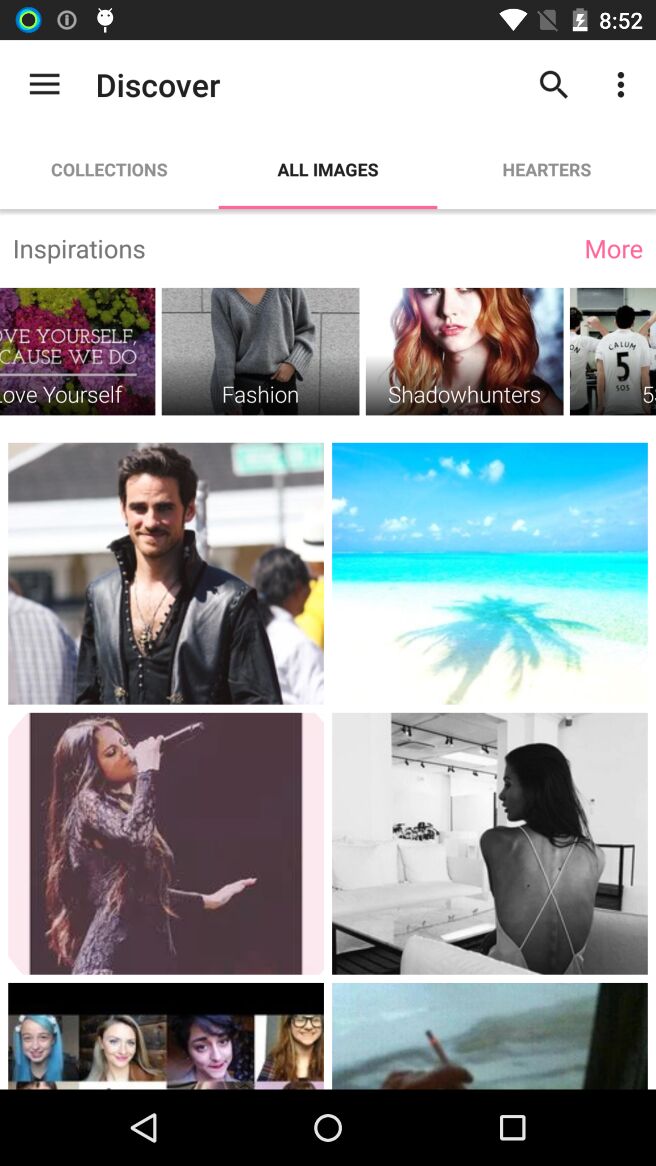 8:52
Discover
COLLECTIONS
ALL IMAGES
HEARTERS
Inspirations
More
OVE YOURSELF,
CAUSE WE DO
Love Yourself
Fashion
Shadowhunters
ON
CALUM
5
SOS
5